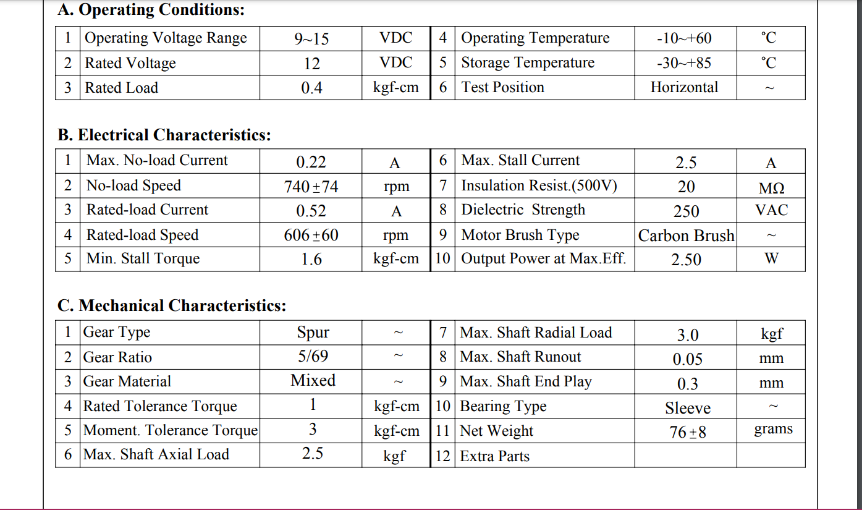 A. Operating Conditions:
1 Operating Voltage Range 9~15 VDC 4 Operating Temperature -10~+60 °C
2 Rated Voltage 12 VDC 5 Storage Temperature -30~+85 °C
3 Rated Load 0.4 kgf-cm 6 Test Position Horizontal ~
B. Electrical Characteristics:
1 Max. No-load Current 0.22 A 6 Max. Stall Current 2.5 A
2 No-load Speed 740±74 rpm 7 Insulation Resist.(500V) 20 MΩ
3 Rated-load Current 0.52 A 8 Dielectric Strength 250 VAC
4 Rated-load Speed 606±60 rpm 9 Motor Brush Type Carbon Brush ~
5 Min. Stall Torque 1.6 kgf-cm 10 Output Power at Max.Eff. 2.50 W
C. Mechanical Characteristics:
1 Gear Type Spur ~ 7 Max. Shaft Radial Load 3.0 kgf
2 Gear Ratio 5/69 ~ 8 Max. Shaft Runout 0.05 mm
3 Gear Material Mixed ~ 9 Max. Shaft End Play 0.3 mm
4 Rated Tolerance Torque 1 kgf-cm 10 Bearing Type Sleeve ~
5 Moment. Tolerance Torque 3 kgf-cm 11 Net Weight 76±8 grams
6 Max. Shaft Axial Load 2.5 kgf 12 Extra Parts